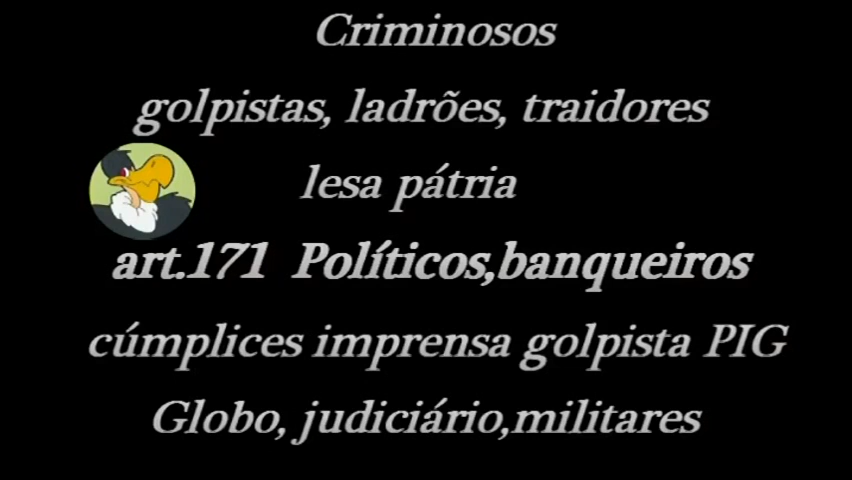 Criminosos
golpistas, ladrões, traidores
lesa pátria
art.171 Políticos,banqueiros
cúmplices imprensa golpista PIG
Globo, judiciário,militares